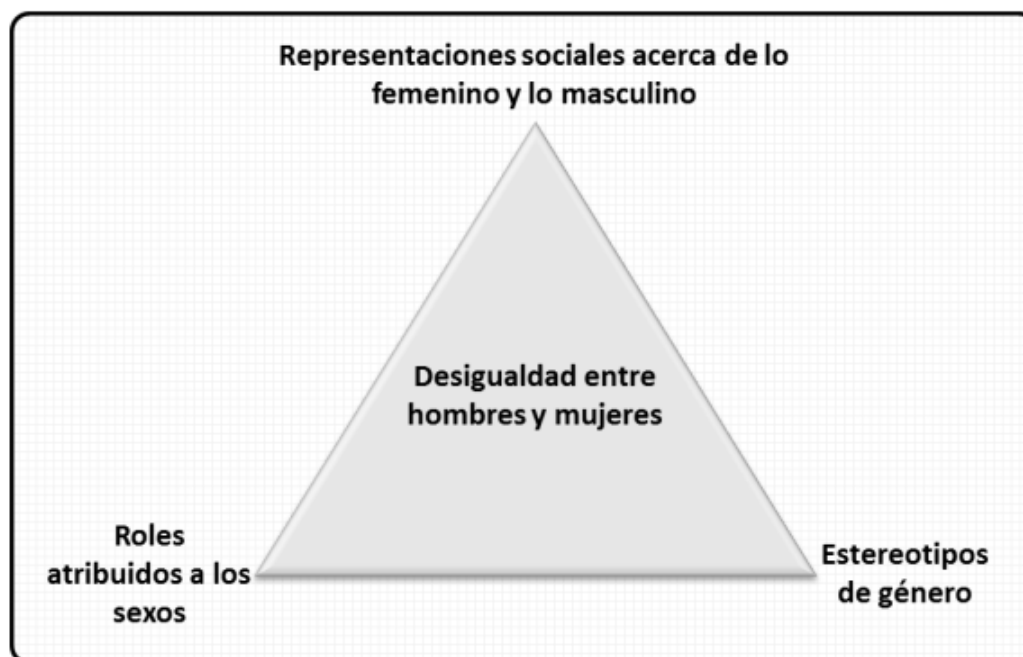 Representaciones sociales acerca de lo
femenino y lo masculino
Desigualdad entre
hombres y mujeres
Roles
atribuidos a los
sexos
Estereotipos
de género